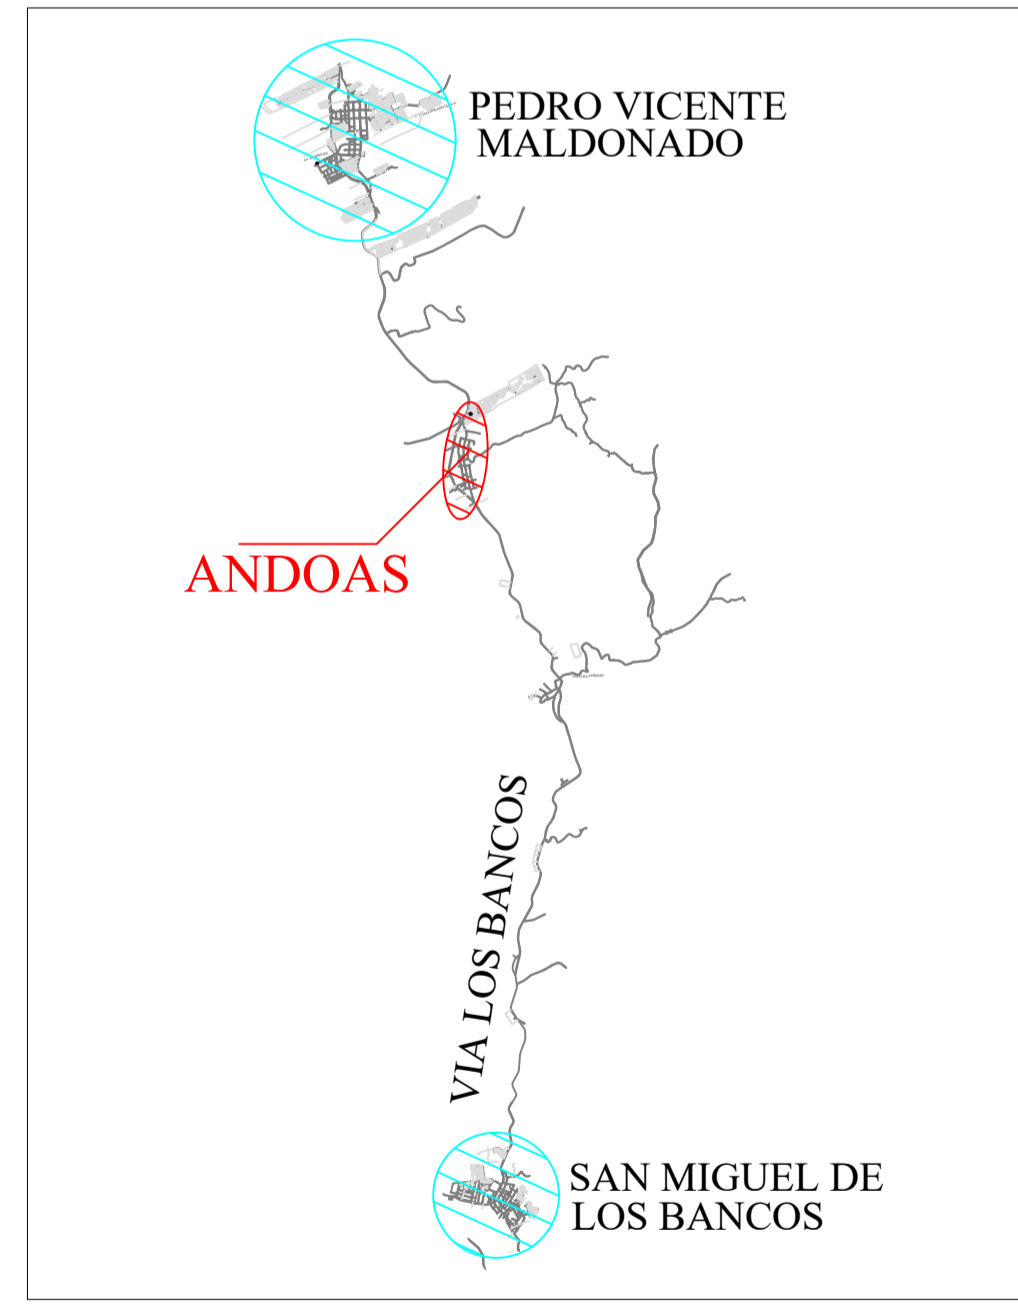 PEDRO VICENTE
MALDONADO
ANDOAS
VIA LOS BANCOS
SAN MIGUEL DE
LOS BANCOS